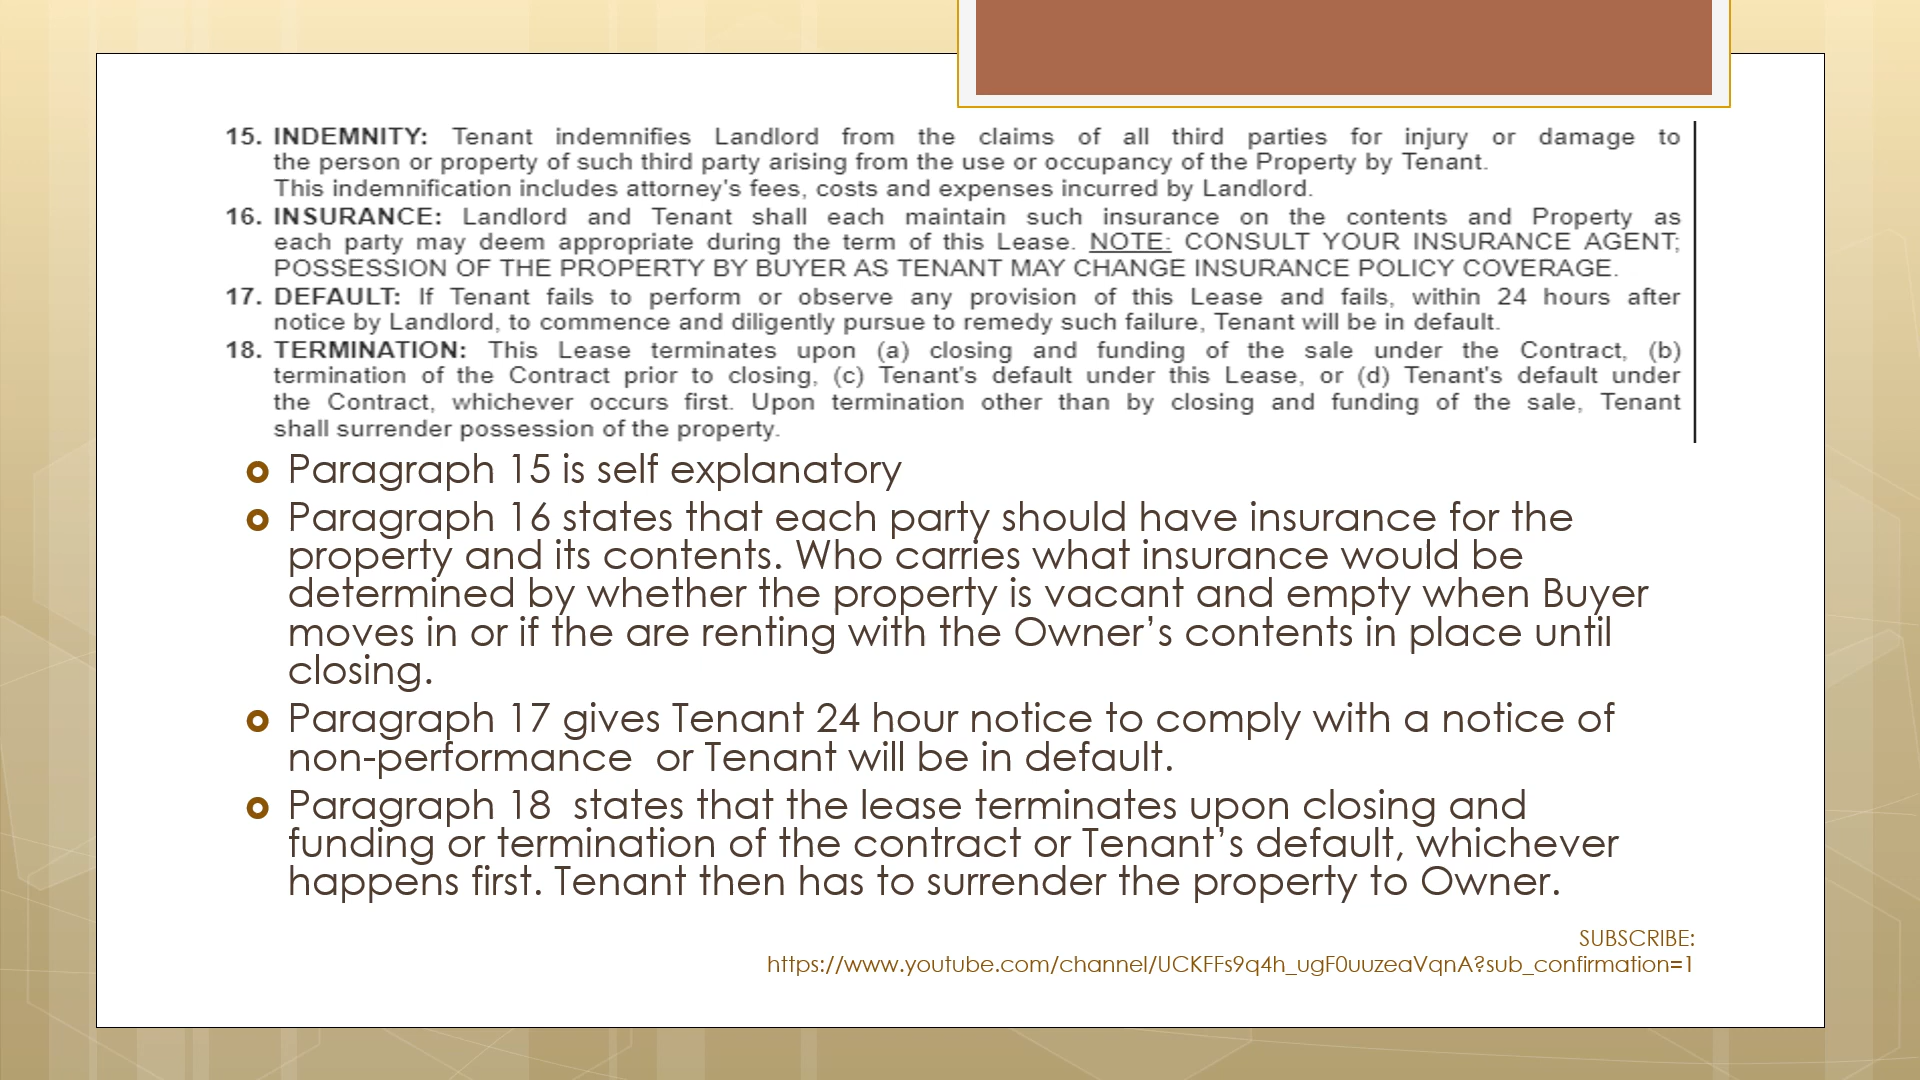 15. INDEMNITY: Tenant indemnifies Landlord from the claims of all third parties for injury or damage to
the person or property of such third party arising from the use or occupancy of the Property by Tenant.
This indemnification includes attorney's fees, costs and expenses incurred by Landlord.
16. INSURANCE: Landlord and Tenant shall each maintain such insurance on the contents and Property as
each party may deem appropriate during the term of this Lease. NOTE: CONSULT YOUR INSURANCE AGENT;
POSSESSION OF THE PROPERTY BY BUYER AS TENANT MAY CHANGE INSURANCE POLICY COVERAGE.
17. DEFAULT: If Tenant fails to perform or observe any provision of this Lease and fails, within 24 hours after
notice by Landlord, to commence and diligently pursue to remedy such failure, Tenant will be in default.
18. TERMINATION: This Lease terminates upon (a) closing and funding of the sale under the Contract, (b)
termination of the Contract prior to closing, (c) Tenant's default under this Lease, or (d) Tenant's default under
the Contract, whichever occurs first. Upon termination other than by closing and funding of the sale, Tenant
shall surrender possession of the property.
Paragraph 15 is self explanatory
Paragraph 16 states that each party should have insurance for the
property and its contents. Who carries what insurance would be
determined by whether the property is vacant and empty when Buyer
moves in or if the are renting with the Owner's contents in place until
closing.
Paragraph 17 gives Tenant 24 hour notice to comply with a notice of
non-performance  or Tenant will be in default.
Paragraph 18  states that the lease terminates upon closing and
funding or termination of the contract or Tenant's default, whichever
happens first. Tenant then has to surrender the property to Owner.
SUBSCRIBE:
https://www.youtube.com/channel/UCKFFs9q4h_ugF0uuzeaVqnA?sub_confirmation=1